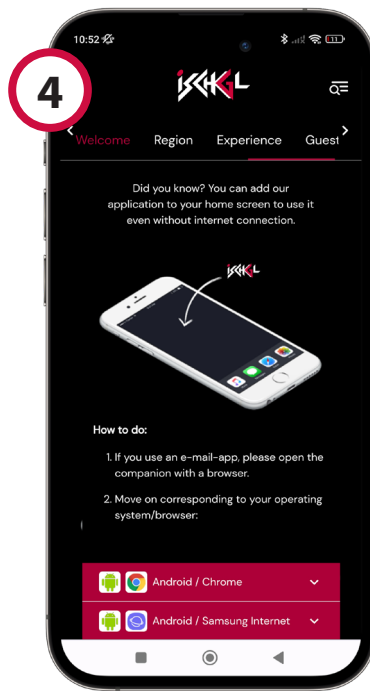 10:52
11
4
ISCHGL
Welcome Region Experience Guest
Did you know? You can add our
application to your home screen to use it
even without internet connection.
ISCHGL
How to do:
1. If you use an e-mail-app, please open the
companion with a browser.
2. Move on corresponding to your operating
system/browser:
Android / Chrome
Android / Samsung Internet